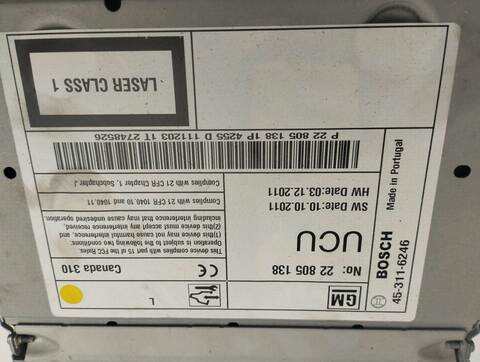 LASER CLASS 1
P 22 805 138 1P 4255 D 111203 1T 2748526
Complies with 21 CFR Chapter 1, Subchapter J
Complies with 21 CFR 1040.10 and 1040.11
This device complies with part 15 of the FCC Rules.
Operation is subject to the following two conditions:
(1) this device may not cause harmful interference, and
(2) this device must accept any interference received,
including interference that may cause undesired operation
Canada 310
CE
L
HW Date:03.12.2011
SW Date:10.10.2011
UCU
No: 22 805 138
GM
Made in Portugal
BOSCH
45-311-6246